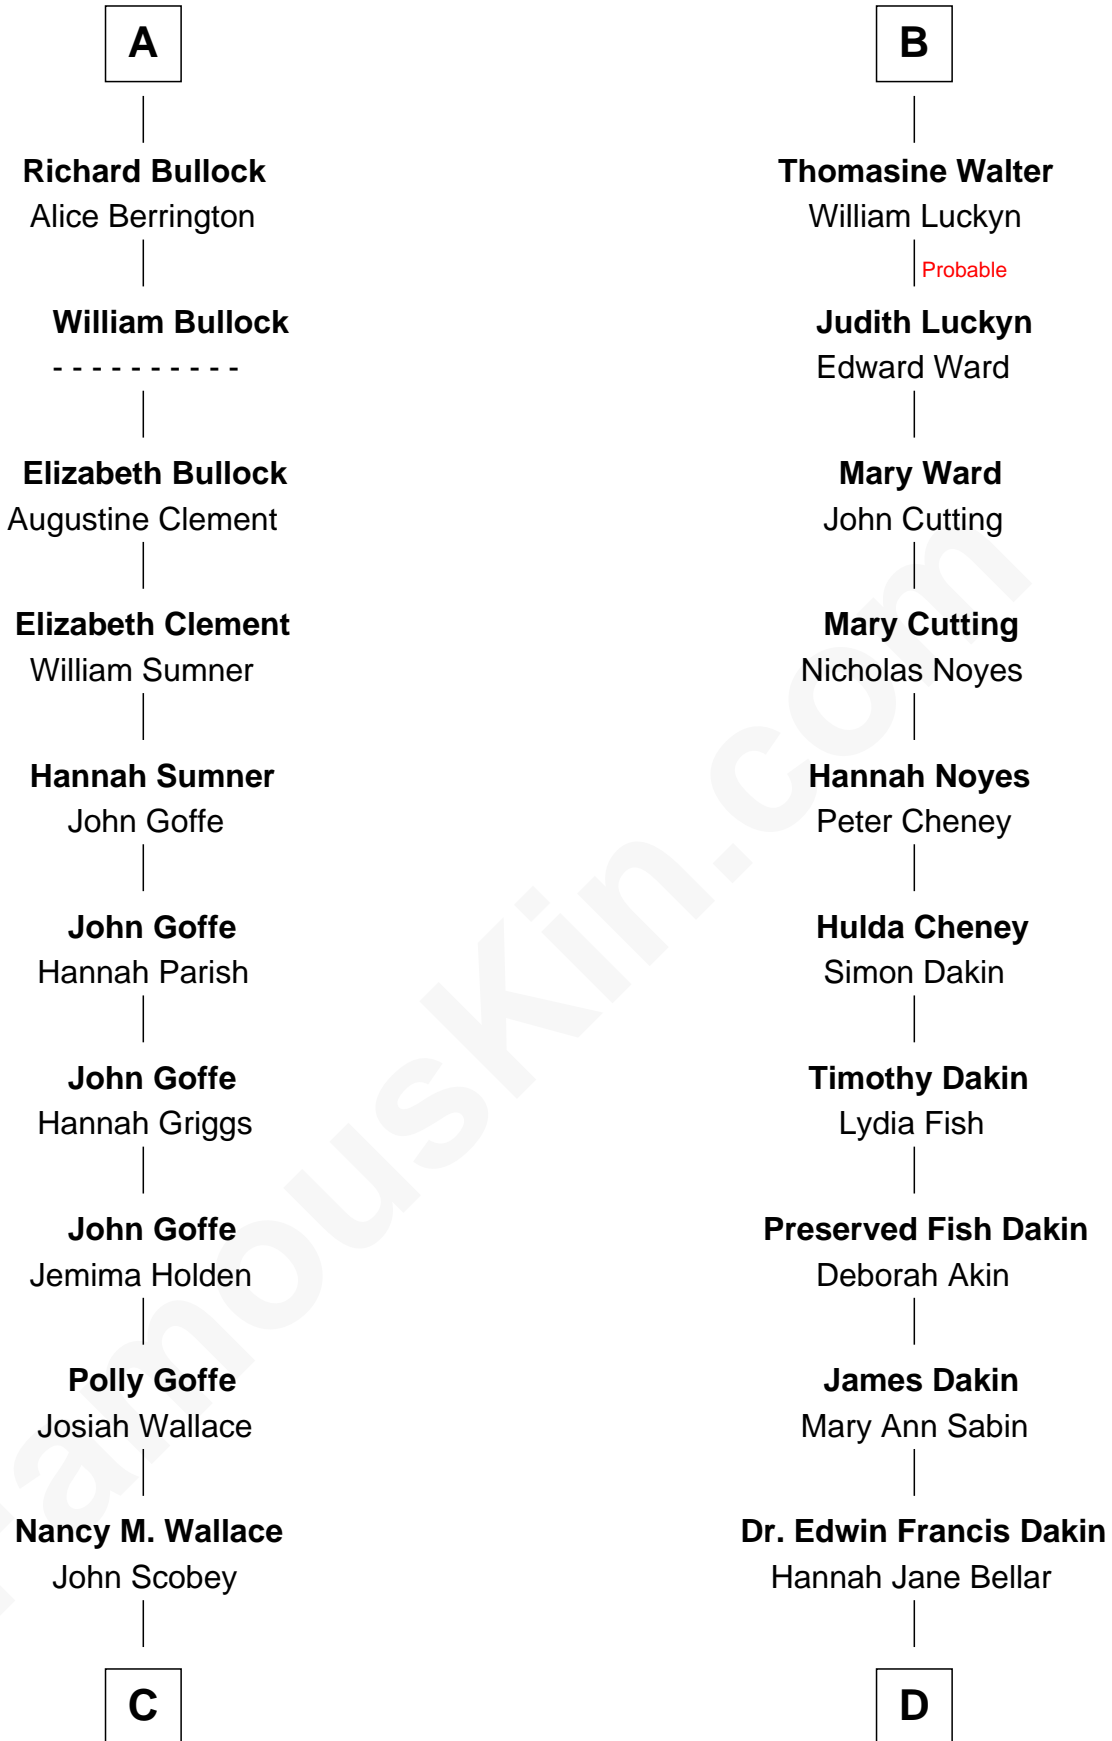 A
Richard Bullock
Alice Berrington
William Bullock
- - - - - - - - - -
Elizabeth Bullock
Augustine Clement
Elizabeth Clement
William Sumner
Hannah Sumner
John Goffe
John Goffe
Hannah Parish
John Goffe
Hannah Griggs
John Goffe
Jemima Holden
Polly Goffe
Josiah Wallace
Nancy M. Wallace
John Scobey
C
B
Thomasine Walter
William Luckyn
Probable
Judith Luckyn
Edward Ward
Mary Ward
John Cutting
Mary Cutting
Nicholas Noyes
Hannah Noyes
Peter Cheney
Hulda Cheney
Simon Dakin
Timothy Dakin
Lydia Fish
Preserved Fish Dakin
Deborah Akin
James Dakin
Mary Ann Sabin
Dr. Edwin Francis Dakin
Hannah Jane Bellar
D
FamousKin.com